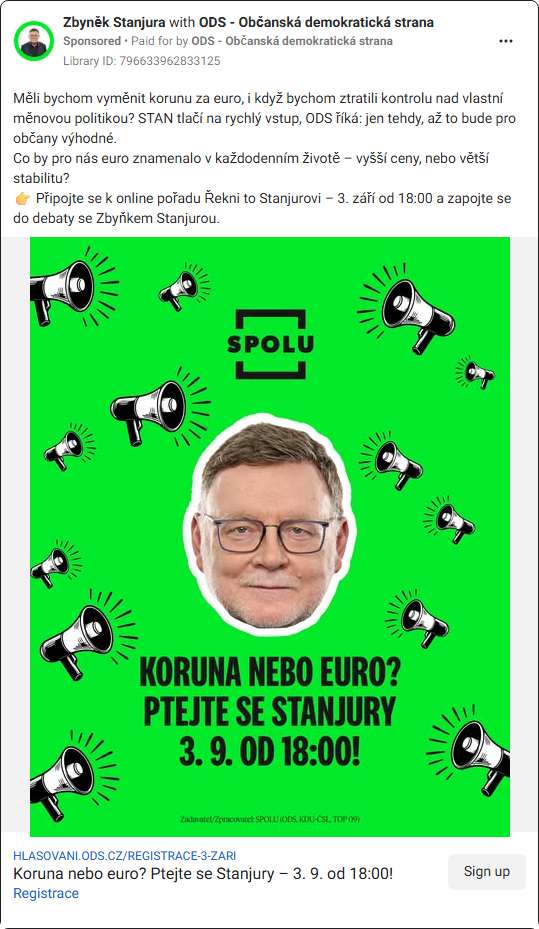 Zbyněk Stanjura with ODS - Občanská demokratická strana
Sponsored • Paid for by ODS - Občanská demokratická strana
Library ID: 796633962833125
Měli bychom vyměnit korunu za euro, i když bychom ztratili kontrolu nad vlastní
měnovou politikou? STAN tlačí na rychlý vstup, ODS říká: jen tehdy, až to bude pro
občany výhodné.
Co by pro nás euro znamenalo v každodenním životě – vyšší ceny, nebo větší
stabilitu?
👉 Připojte se k online pořadu Řekni to Stanjurovi – 3. září od 18:00 a zapojte se
do debaty se Zbyňkem Stanjurou.
SPOLU
KORUNA NEBO EURO?
PTEJTE SE STANJURY
3. 9. OD 18:00!
Zadavatel/Zpracovatel: SPOLU (ODS, KDU-ČSL, TOP 09)
HLASOVANI.ODS.CZ/REGISTRACE-3-ZARI
Koruna nebo euro? Ptejte se Stanjury – 3. 9. od 18:00!
Registrace
Sign up